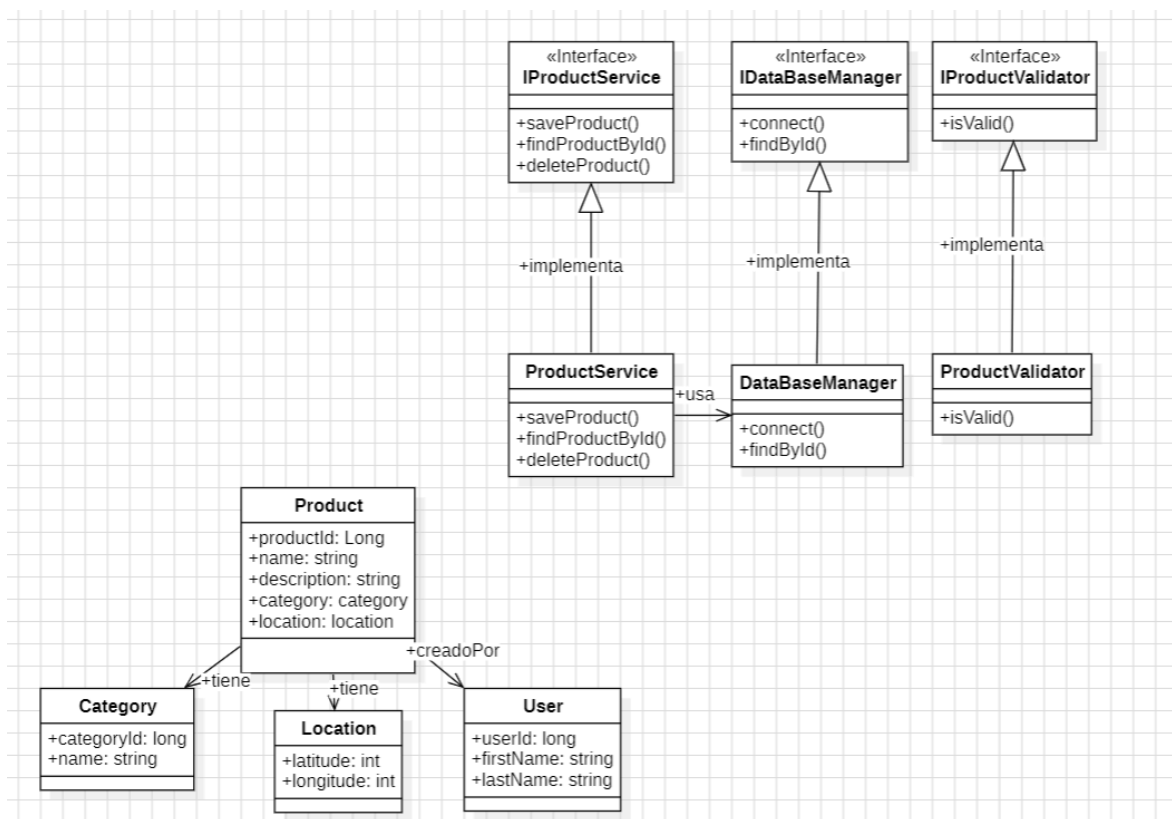 «Interface»
IProductService
+saveProduct()
+findProductById()
+deleteProduct()
«Interface»
IDataBaseManager
+connect()
+findById()
«Interface»
IProductValidator
+isValid()
+implementa
+implementa
+implementa
ProductService
+saveProduct()
+findProductById()
+deleteProduct()
+usa
DataBaseManager
+connect()
+findById()
ProductValidator
+isValid()
Product
+productId: Long
+name: string
+description: string
+category: category
+location: location
+tiene
+tiene
+creadoPor
Category
+categoryId: long
+name: string
Location
+latitude: int
+longitude: int
User
+userId: long
+firstName: string
+lastName: string